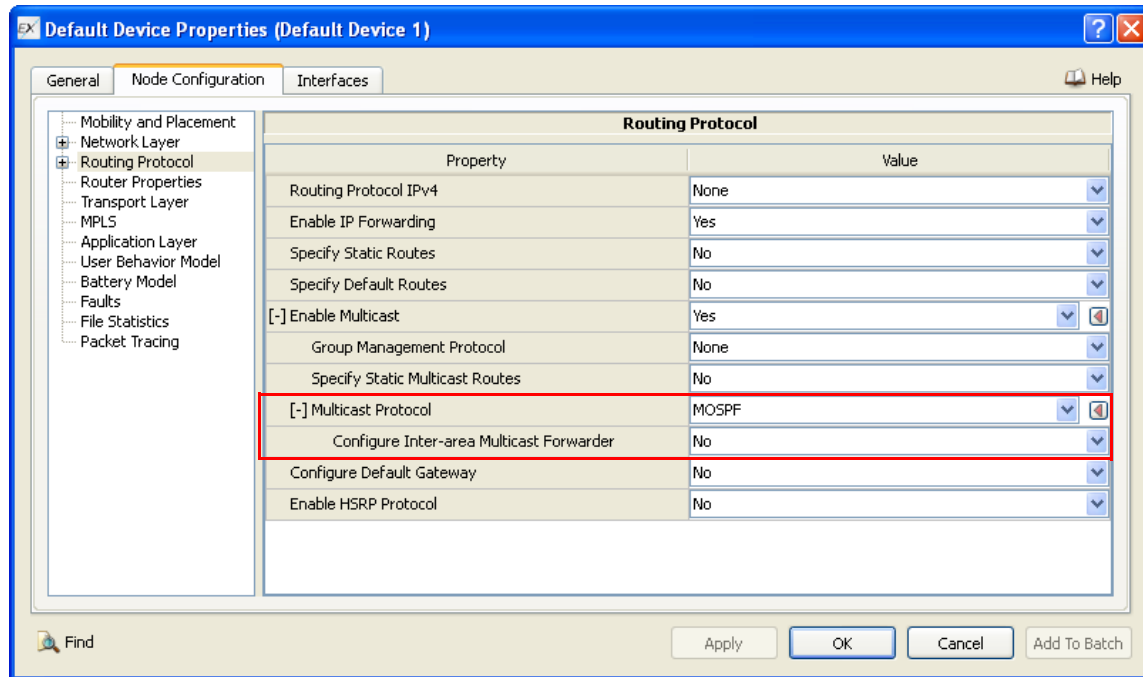 EX Default Device Properties (Default Device 1)
General Node Configuration Interfaces Help
Mobility and Placement
Network Layer
Routing Protocol
Router Properties
Transport Layer
MPLS
Application Layer
User Behavior Model
Battery Model
Faults
File Statistics
Packet Tracing
Routing Protocol
Property Value
Routing Protocol IPv4 None
Enable IP Forwarding Yes
Specify Static Routes No
Specify Default Routes No
[-] Enable Multicast Yes
Group Management Protocol None
Specify Static Multicast Routes No
[-] Multicast Protocol MOSPF
Configure Inter-area Multicast Forwarder No
Configure Default Gateway No
Enable HSRP Protocol No
Find Apply OK Cancel Add To Batch